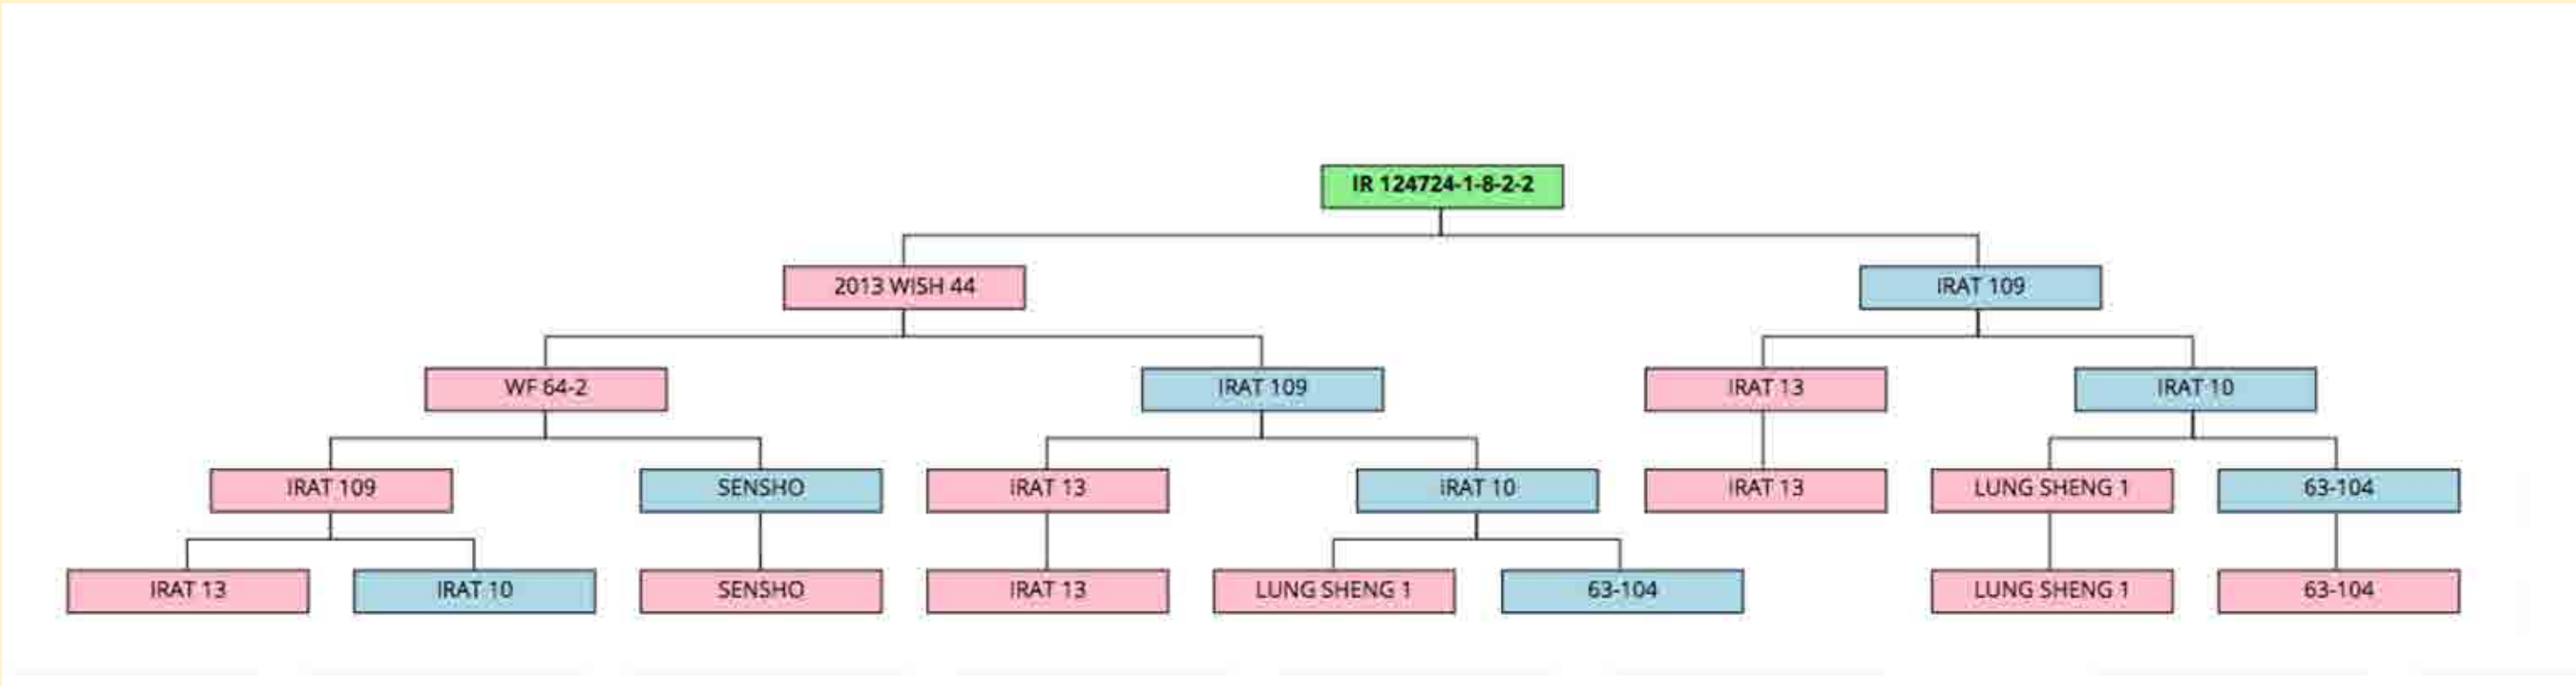 IR 124724-1-8-2-2
2013 WISH 44
IRAT 109
WF 64-2
IRAT 109
IRAT 13
IRAT 10
IRAT 109
SENSHO
IRAT 13
IRAT 10
IRAT 13
LUNG SHENG 1
63-104
IRAT 13
IRAT 10
SENSHO
IRAT 13
LUNG SHENG 1
63-104
LUNG SHENG 1
63-104